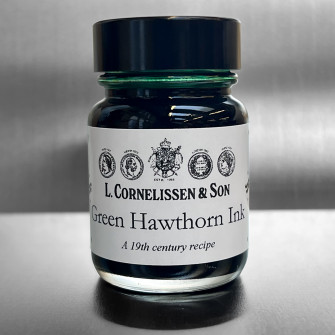 L. CORNELISSEN & SON
Green Hawthorn Ink
A 19th century recipe